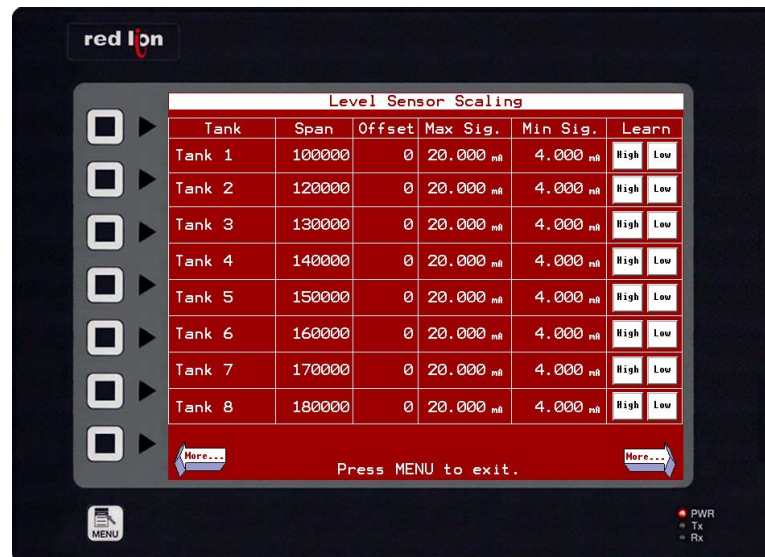 red lion
Level Sensor Scaling
Tank Span Offset Max Sig. Min Sig. Learn
Tank 1 100000 0 20.000 mA 4.000 mA High Low
Tank 2 120000 0 20.000 mA 4.000 mA High Low
Tank 3 130000 0 20.000 mA 4.000 mA High Low
Tank 4 140000 0 20.000 mA 4.000 mA High Low
Tank 5 150000 0 20.000 mA 4.000 mA High Low
Tank 6 160000 0 20.000 mA 4.000 mA High Low
Tank 7 170000 0 20.000 mA 4.000 mA High Low
Tank 8 180000 0 20.000 mA 4.000 mA High Low
More... More...
Press MENU to exit.
MENU
PWR
Tx
Rx